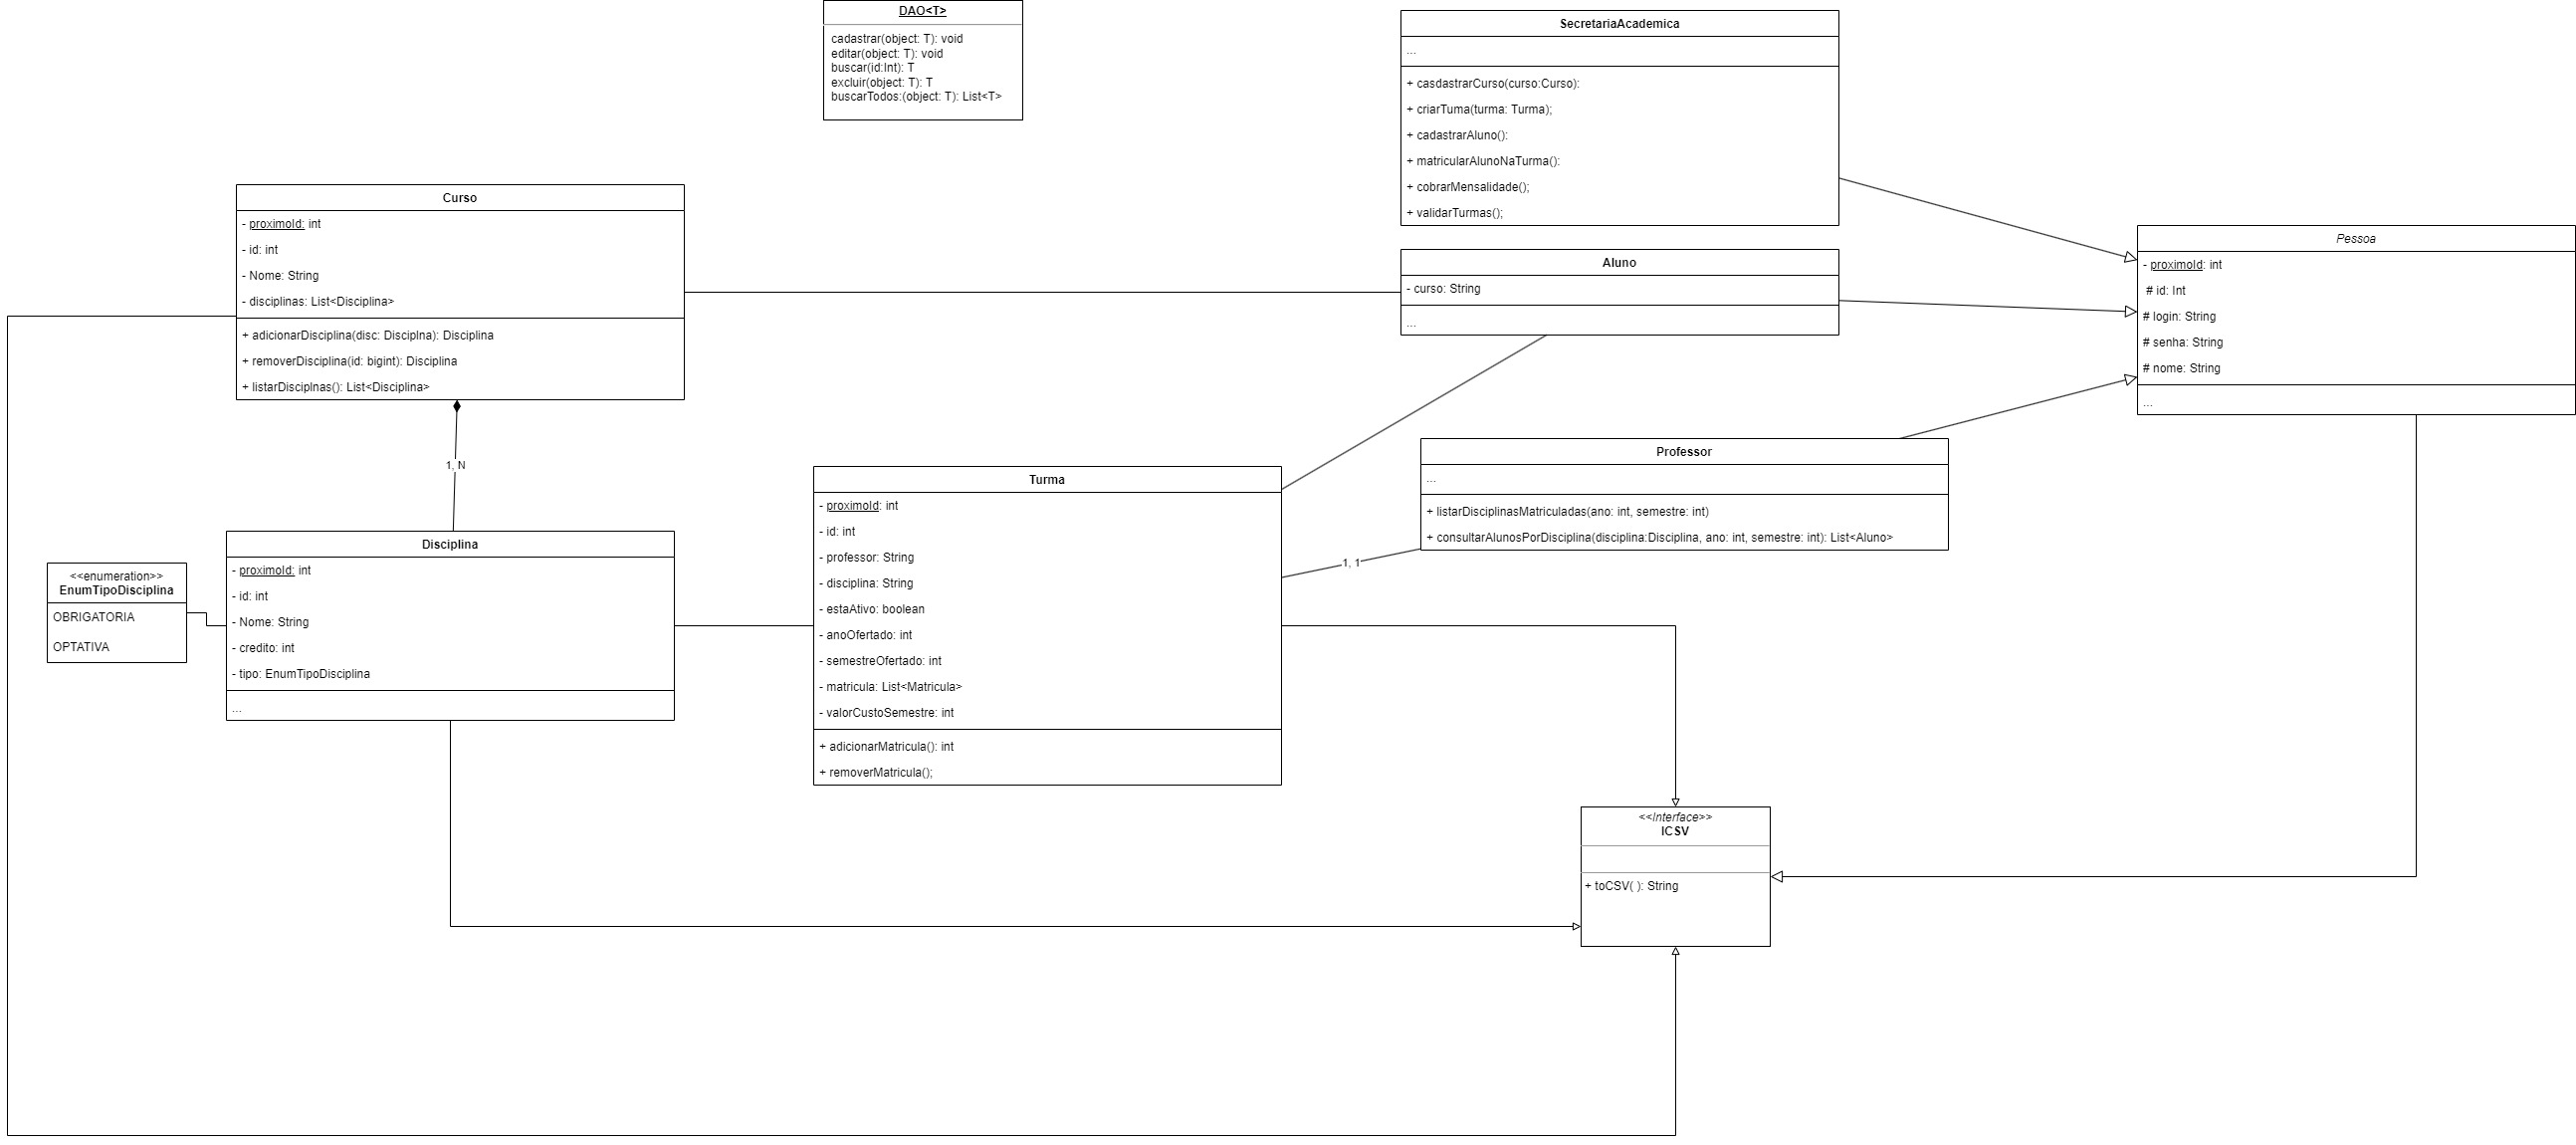 DAO<T>
cadastrar(object: T): void
editar(object: T): void
buscar(id:Int): T
excluir(object: T): T
buscarTodos:(object: T): List<T>
SecretariaAcademica
...
+ casdastrarCurso(curso:Curso):
+ criarTuma(turma: Turma);
+ cadastrarAluno():
+ matricularAlunoNaTurma():
+ cobrarMensalidade();
+ validarTurmas();
Curso
- proximoId: int
- id: int
- Nome: String
- disciplinas: List<Disciplina>
+ adicionarDisciplina(disc: Disciplna): Disciplina
+ removerDisciplina(id: bigint): Disciplina
+ listarDisciplnas(): List<Disciplina>
Aluno
- curso: String
...
Pessoa
- proximoId: int
# id: Int
# login: String
# senha: String
# nome: String
...
1, N
Professor
...
+ listarDisciplinasMatriculadas(ano: int, semestre: int)
+ consultarAlunosPorDisciplina(disciplina:Disciplina, ano: int, semestre: int): List<Aluno>
1, 1
Turma
- proximoId: int
- id: int
- professor: String
- disciplina: String
- estaAtivo: boolean
- anoOfertado: int
- semestreOfertado: int
- matricula: List<Matricula>
- valorCustoSemestre: int
+ adicionarMatricula(): int
+ removerMatricula();
Disciplina
- proximoId: int
- id: int
- Nome: String
- credito: int
- tipo: EnumTipoDisciplina
...
<<enumeration>>
EnumTipoDisciplina
OBRIGATORIA
OPTATIVA
<<Interface>>
ICSV
+ toCSV( ): String